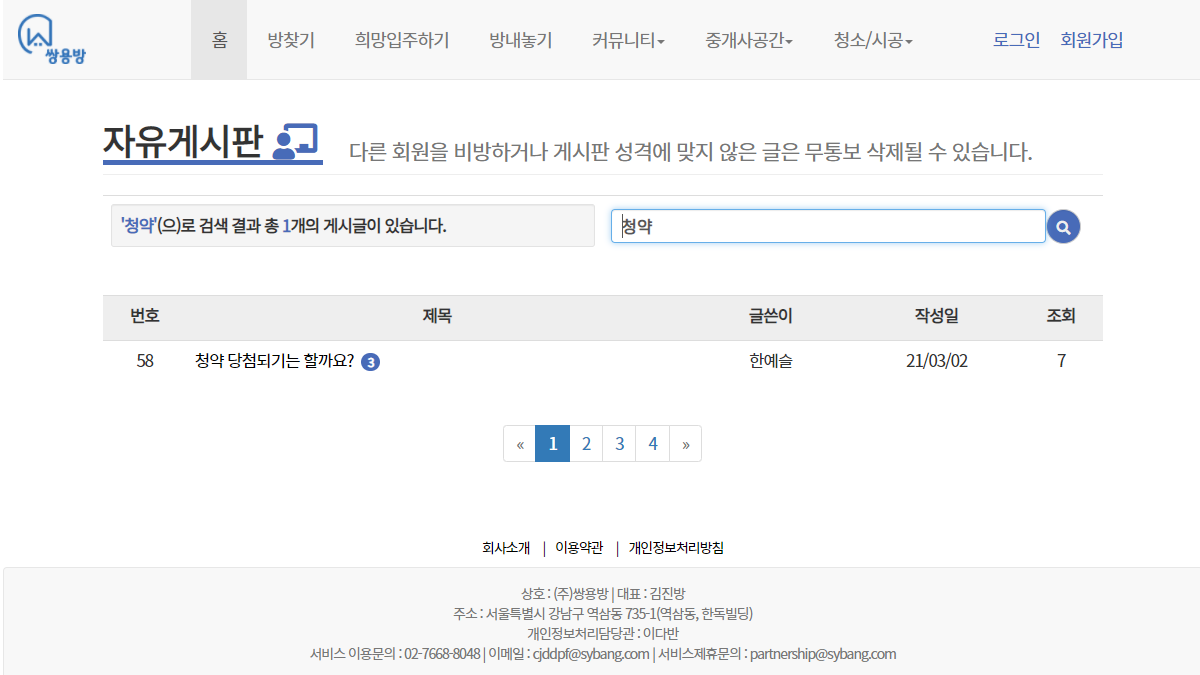 쌍용방
홈 방찾기 희망입주하기 방내놓기 커뮤니티 중개사공간 청소/시공 로그인 회원가입
자유게시판 다른 회원을 비방하거나 게시판 성격에 맞지 않은 글은 무통보 삭제될 수 있습니다.
'청약'(으)로 검색 결과 총 1개의 게시글이 있습니다. 청약
번호 제목 글쓴이 작성일 조회
58 청약 당첨되기는 할까요? 3 한예슬 21/03/02 7
« 1 2 3 4 »
회사소개 | 이용약관 | 개인정보처리방침
상호 : (주)쌍용방 | 대표 : 김진방
주소 : 서울특별시 강남구 역삼동 735-1(역삼동, 한독빌딩)
개인정보처리담당관 : 이다반
서비스 이용문의 : 02-7668-8048 | 이메일 : cjddpf@sybang.com | 서비스제휴문의 : partnership@sybang.com